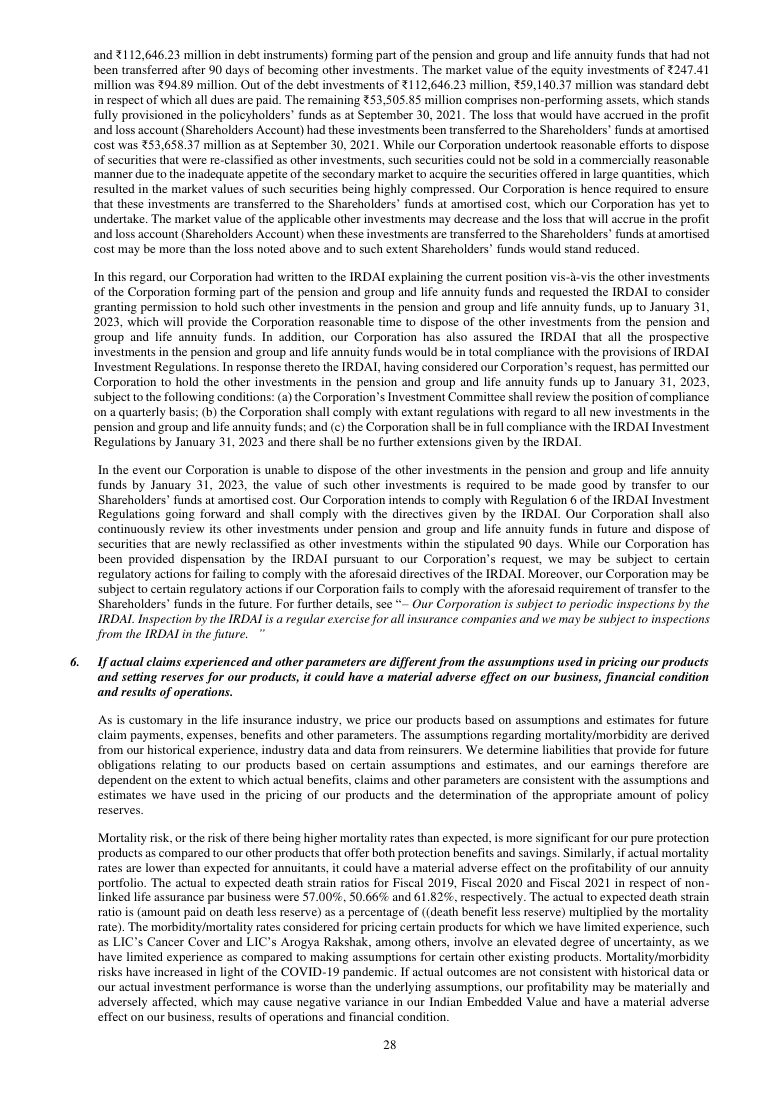 and ₹112,646.23 million in debt instruments) forming part of the pension and group and life annuity funds that had not
been transferred after 90 days of becoming other investments. The market value of the equity investments of ₹247.41
million was ₹94.89 million. Out of the debt investments of ₹112,646.23 million, ₹59,140.37 million was standard debt
in respect of which all dues are paid. The remaining ₹53,505.85 million comprises non-performing assets, which stands
fully provisioned in the policyholders' funds as at September 30, 2021. The loss that would have accrued in the profit
and loss account (Shareholders Account) had these investments been transferred to the Shareholders' funds at amortised
cost was ₹53,658.37 million as at September 30, 2021. While our Corporation undertook reasonable efforts to dispose
of securities that were re-classified as other investments, such securities could not be sold in a commercially reasonable
manner due to the inadequate appetite of the secondary market to acquire the securities offered in large quantities, which
resulted in the market values of such securities being highly compressed. Our Corporation is hence required to ensure
that these investments are transferred to the Shareholders' funds at amortised cost, which our Corporation has yet to
undertake. The market value of the applicable other investments may decrease and the loss that will accrue in the profit
and loss account (Shareholders Account) when these investments are transferred to the Shareholders' funds at amortised
cost may be more than the loss noted above and to such extent Shareholders' funds would stand reduced.
In this regard, our Corporation had written to the IRDAI explaining the current position vis-à-vis the other investments
of the Corporation forming part of the pension and group and life annuity funds and requested the IRDAI to consider
granting permission to hold such other investments in the pension and group and life annuity funds, up to January 31,
2023, which will provide the Corporation reasonable time to dispose of the other investments from the pension and
group and life annuity funds. In addition, our Corporation has also assured the IRDAI that all the prospective
investments in the pension and group and life annuity funds would be in total compliance with the provisions of IRDAI
Investment Regulations. In response thereto the IRDAI, having considered our Corporation's request, has permitted our
Corporation to hold the other investments in the pension and group and life annuity funds up to January 31, 2023,
subject to the following conditions: (a) the Corporation's Investment Committee shall review the position of compliance
on a quarterly basis; (b) the Corporation shall comply with extant regulations with regard to all new investments in the
pension and group and life annuity funds; and (c) the Corporation shall be in full compliance with the IRDAI Investment
Regulations by January 31, 2023 and there shall be no further extensions given by the IRDAI.
In the event our Corporation is unable to dispose of the other investments in the pension and group and life annuity
funds by January 31, 2023, the value of such other investments is required to be made good by transfer to our
Shareholders' funds at amortised cost. Our Corporation intends to comply with Regulation 6 of the IRDAI Investment
Regulations going forward and shall comply with the directives given by the IRDAI. Our Corporation shall also
continuously review its other investments under pension and group and life annuity funds in future and dispose of
securities that are newly reclassified as other investments within the stipulated 90 days. While our Corporation has
been provided dispensation by the IRDAI pursuant to our Corporation's request, we may be subject to certain
regulatory actions for failing to comply with the aforesaid directives of the IRDAI. Moreover, our Corporation may be
subject to certain regulatory actions if our Corporation fails to comply with the aforesaid requirement of transfer to the
Shareholders' funds in the future. For further details, see "– Our Corporation is subject to periodic inspections by the
IRDAI. Inspection by the IRDAI is a regular exercise for all insurance companies and we may be subject to inspections
from the IRDAI in the future. "
6. If actual claims experienced and other parameters are different from the assumptions used in pricing our products
and setting reserves for our products, it could have a material adverse effect on our business, financial condition
and results of operations.
As is customary in the life insurance industry, we price our products based on assumptions and estimates for future
claim payments, expenses, benefits and other parameters. The assumptions regarding mortality/morbidity are derived
from our historical experience, industry data and data from reinsurers. We determine liabilities that provide for future
obligations relating to our products based on certain assumptions and estimates, and our earnings therefore are
dependent on the extent to which actual benefits, claims and other parameters are consistent with the assumptions and
estimates we have used in the pricing of our products and the determination of the appropriate amount of policy
reserves.
Mortality risk, or the risk of there being higher mortality rates than expected, is more significant for our pure protection
products as compared to our other products that offer both protection benefits and savings. Similarly, if actual mortality
rates are lower than expected for annuitants, it could have a material adverse effect on the profitability of our annuity
portfolio. The actual to expected death strain ratios for Fiscal 2019, Fiscal 2020 and Fiscal 2021 in respect of non-
linked life assurance par business were 57.00%, 50.66% and 61.82%, respectively. The actual to expected death strain
ratio is (amount paid on death less reserve) as a percentage of ((death benefit less reserve) multiplied by the mortality
rate). The morbidity/mortality rates considered for pricing certain products for which we have limited experience, such
as LIC's Cancer Cover and LIC's Arogya Rakshak, among others, involve an elevated degree of uncertainty, as we
have limited experience as compared to making assumptions for certain other existing products. Mortality/morbidity
risks have increased in light of the COVID-19 pandemic. If actual outcomes are not consistent with historical data or
our actual investment performance is worse than the underlying assumptions, our profitability may be materially and
adversely affected, which may cause negative variance in our Indian Embedded Value and have a material adverse
effect on our business, results of operations and financial condition.
28